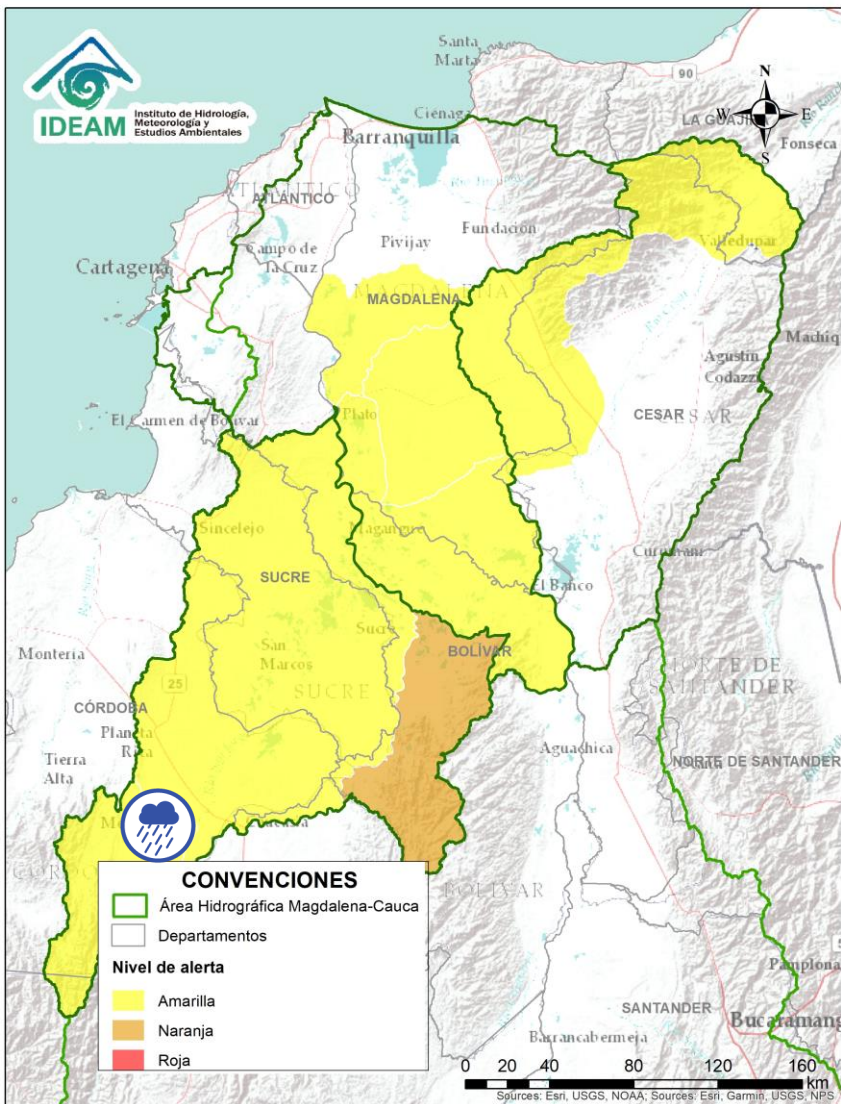 IDEAM
Instituto de Hidrología,
Meteorología y
Estudios Ambientales
Santa
Marta
90
N
W
E
S
LA GUAJIRA
Fonseca
Ciénaga
Barranquilla
ATLÁNTICO
Fundación
Pivijay
Campo de
la Cruz
Cartagena
Valledupar
MAGDALENA
Agustín
Codazzi
CESAR
CESAR
Plato
El Carmen de Bolívar
Sincelejo
Magangué
SUCRE
El Banco
Sucre
BOLÍVAR
San
Marcos
SUCRE
Montería
25
CÓRDOBA
Planeta
Rica
Tierra
Alta
NORTE DE
SANTANDER
NORTE DE SANTANDER
Aguachica
BOLÍVAR
CONVENCIONES
Área Hidrográfica Magdalena-Cauca
Departamentos
Nivel de alerta
Amarilla
Naranja
Roja
Pamplona
SANTANDER
Bucaramang
Barrancabermeja
0 20 40 80 120 160
km
Sources: Esri, USGS, NOAA; Sources: Esri, Garmin, USGS, NPS